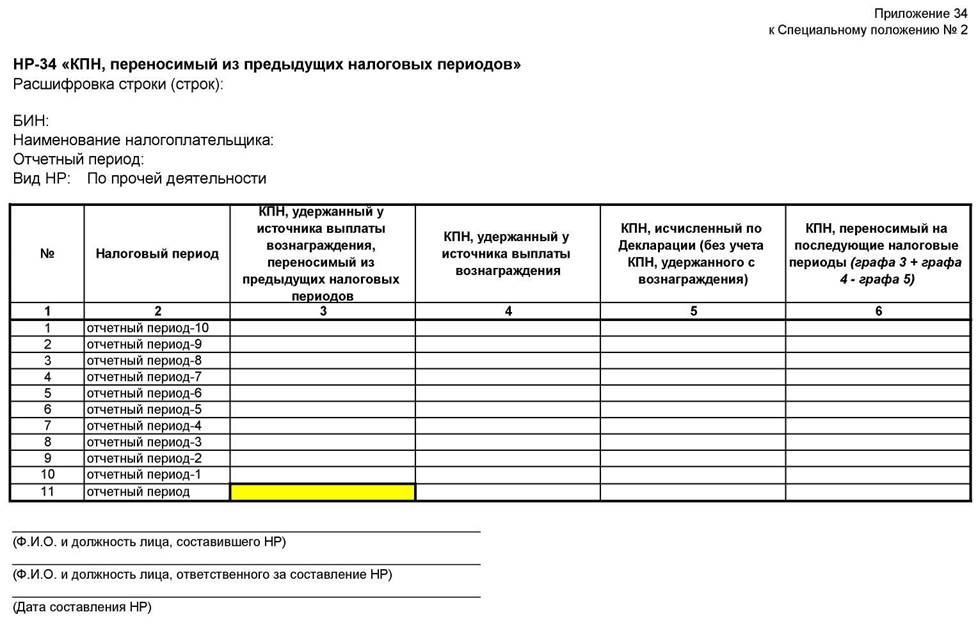 Приложение 34
к Специальному положению № 2
НР-34 «КПН, переносимый из предыдущих налоговых периодов»
Расшифровка строки (строк):
БИН:
Наименование налогоплательщика:
Отчетный период:
Вид НР: По прочей деятельности
№
Налоговый период
КПН, удержанный у
источника выплаты
вознаграждения,
переносимый из
предыдущих налоговых
периодов
КПН, удержанный у
источника выплаты
вознаграждения
КПН, исчисленный по
Декларации (без учета
КПН, удержанного с
вознаграждения)
КПН, переносимый на
последующие налоговые
периоды (графа 3 + графа
4 - графа 5)
1 2 3 4 5 6
1 отчетный период-10
2 отчетный период-9
3 отчетный период-8
4 отчетный период-7
5 отчетный период-6
6 отчетный период-5
7 отчетный период-4
8 отчетный период-3
9 отчетный период-2
10 отчетный период-1
11 отчетный период
(Ф.И.О. и должность лица, составившего НР)
(Ф.И.О. и должность лица, ответственного за составление НР)
(Дата составления НР)